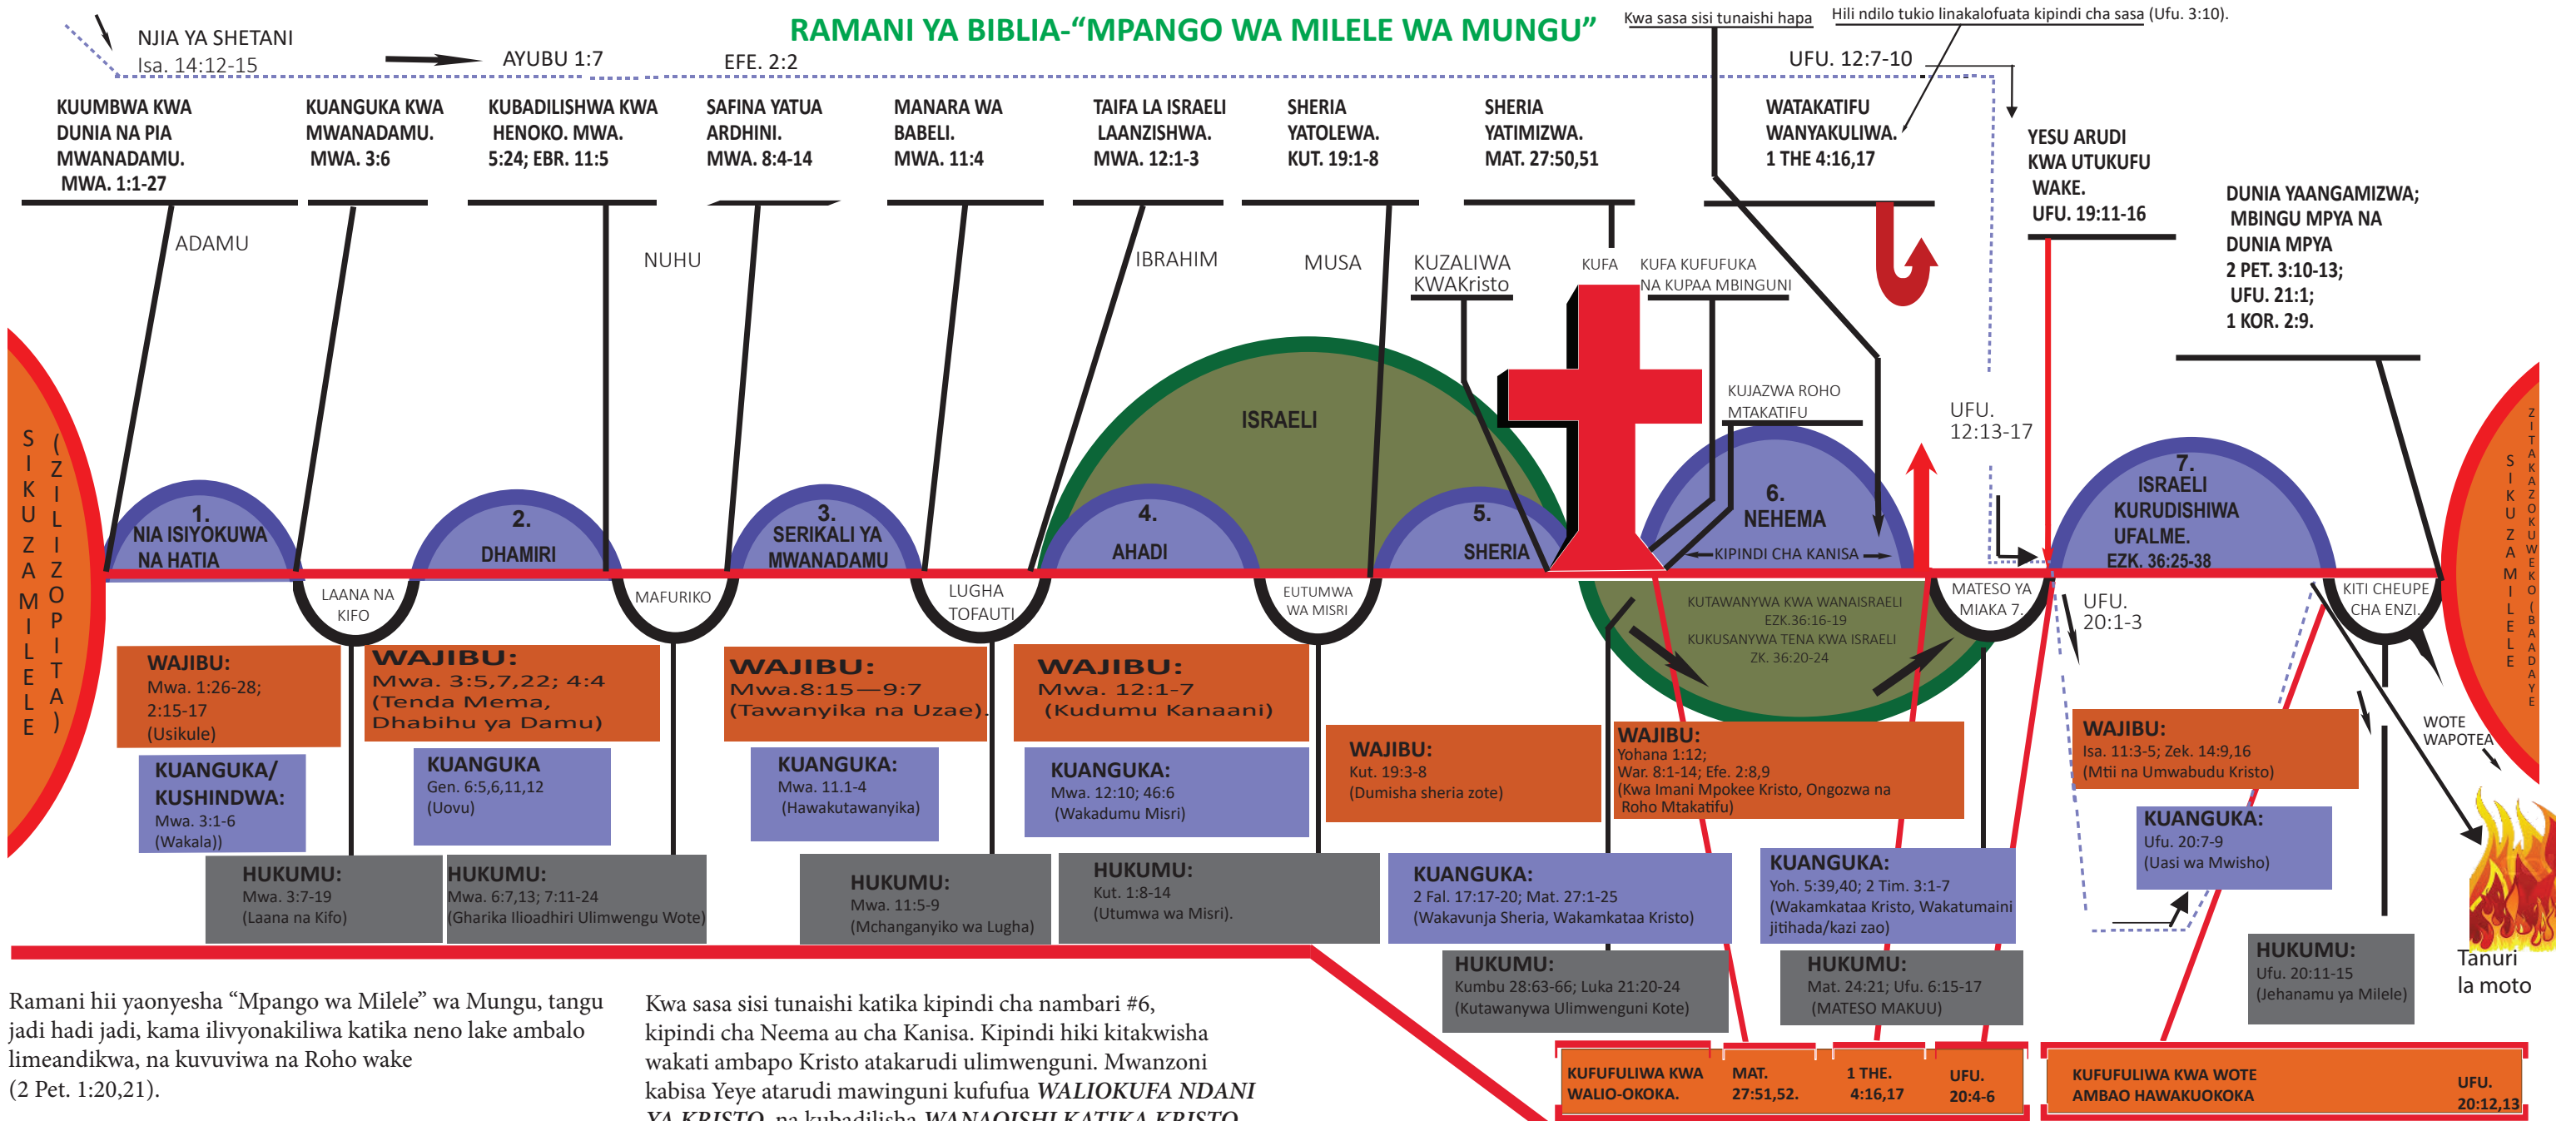 RAMANI YA BIBLIA-“MPANGO WA MILELE WA MUNGU”
Kwa sasa sisi tunaishi hapa
Hili ndilo tukio linakalofuata kipindi cha sasa (Ufu. 3:10).
NJIA YA SHETANI
Isa. 14:12-15
AYUBU 1:7
EFE. 2:2
UFU. 12:7-10
KUUMBWA KWA
DUNIA NA PIA
MWANADAMU.
MWA. 1:1-27
KUANGUKA KWA
MWANADAMU.
MWA. 3:6
KUBADILISHWA KWA
HENOKO. MWA.
5:24; EBR. 11:5
SAFINA YATUA
ARDHINI.
MWA. 8:4-14
MANARA WA
BABELI.
MWA. 11:4
TAIFA LA ISRAELI
LAANZISHWA.
MWA. 12:1-3
SHERIA
YATOLEWA.
KUT. 19:1-8
SHERIA
YATIMIZWA.
MAT. 27:50,51
WATAKATIFU
WANYAKULIWA.
1 THE 4:16,17
YESU ARUDI
KWA UTUKUFU
WAKE.
UFU. 19:11-16
DUNIA YAANGAMIZWA;
MBINGU MPYA NA
DUNIA MPYA
2 PET. 3:10-13;
UFU. 21:1;
1 KOR. 2:9.
ADAMU
NUHU
IBRAHIM
MUSA
KUZALIWA
KWAKristo
KUFA
KUFA KUFUFUKA
NA KUPAA MBINGUNI
KUJAZWA ROHO
MTAKATIFU
UFU.
12:13-17
SIKU ZA MILELE
(ZILIZOPITA)
1.
NIA ISIYOKUWA
NA HATIA
2.
DHAMIRI
3.
SERIKALI YA
MWANADAMU
ISRAELI
4.
AHADI
5.
SHERIA
6.
NEHEMA
KIPINDI CHA KANISA
7.
ISRAELI
KURUDISHIWA
UFALME.
EZK. 36:25-38
SIKU ZA MILELE
ZITAKAZOKUWEKO (BAADAYE
LAANA NA
KIFO
MAFURIKO
LUGHA
TOFAUTI
EUTUMWA
WA MISRI
KUTAWANYWA KWA WANAISRAELI
EZK.36:16-19
KUKUSANYWA TENA KWA ISRAELI
ZK. 36:20-24
MATESO YA
MIAKA 7.
UFU.
20:1-3
KITI CHEUPE
CHA ENZI.
WOTE
WAPOTEA
WAJIBU:
Mwa. 1:26-28;
2:15-17
(Usikule)
WAJIBU:
Mwa. 3:5,7,22; 4:4
(Tenda Mema,
Dhabihu ya Damu)
WAJIBU:
Mwa.8:15—9:7
(Tawanyika na Uzae).
WAJIBU:
Mwa. 12:1-7
(Kudumu Kanaani)
WAJIBU:
Kut. 19:3-8
(Dumisha sheria zote)
WAJIBU:
Yohana 1:12;
War. 8:1-14; Efe. 2:8,9
(Kwa Imani Mpokee Kristo, Ongozwa na
Roho Mtakatifu)
WAJIBU:
Isa. 11:3-5; Zek. 14:9,16
(Mtii na Umwabudu Kristo)
KUANGUKA/
KUSHINDWA:
Mwa. 3:1-6
(Wakala))
KUANGUKA
Gen. 6:5,6,11,12
(Uovu)
KUANGUKA:
Mwa. 11.1-4
(Hawakutawanyika)
KUANGUKA:
Mwa. 12:10; 46:6
(Wakadumu Misri)
KUANGUKA:
2 Fal. 17:17-20; Mat. 27:1-25
(Wakavunja Sheria, Wakamkataa Kristo)
KUANGUKA:
Yoh. 5:39,40; 2 Tim. 3:1-7
(Wakamkataa Kristo, Wakatumaini
jitihada/kazi zao)
KUANGUKA:
Ufu. 20:7-9
(Uasi wa Mwisho)
HUKUMU:
Mwa. 3:7-19
(Laana na Kifo)
HUKUMU:
Mwa. 6:7,13; 7:11-24
(Gharika Ilioadhiri Ulimwengu Wote)
HUKUMU:
Mwa. 11:5-9
(Mchanganyiko wa Lugha)
HUKUMU:
Kut. 1:8-14
(Utumwa wa Misri).
HUKUMU:
Kumbu 28:63-66; Luka 21:20-24
(Kutawanywa Ulimwenguni Kote)
HUKUMU:
Mat. 24:21; Ufu. 6:15-17
(MATESO MAKUU)
HUKUMU:
Ufu. 20:11-15
(Jehanamu ya Milele)
Tanuri
la moto
Ramani hii yaonyesha “Mpango wa Milele” wa Mungu, tangu
jadi hadi jadi, kama ilivyonakiliwa katika neno lake ambalo
limeandikwa, na kuvuviwa na Roho wake
(2 Pet. 1:20,21).
Kwa sasa sisi tunaishi katika kipindi cha nambari #6,
kipindi cha Neema au cha Kanisa. Kipindi hiki kitakwisha
wakati ambapo Kristo atakarudi ulimwenguni. Mwanzoni
kabisa Yeye atarudi mawinguni kufufua WALIOKUFA NDANI
YA KRISTO, na kubadilisha WANAOISHI KATIKA KRISTO
KUFUFULIWA KWA
WALIO-OKOKA.
MAT.
27:51,52.
1 THE.
4:16,17
UFU.
20:4-6
KUFUFULIWA KWA WOTE
AMBAO HAWAKUOKOKA
UFU.
20:12,13